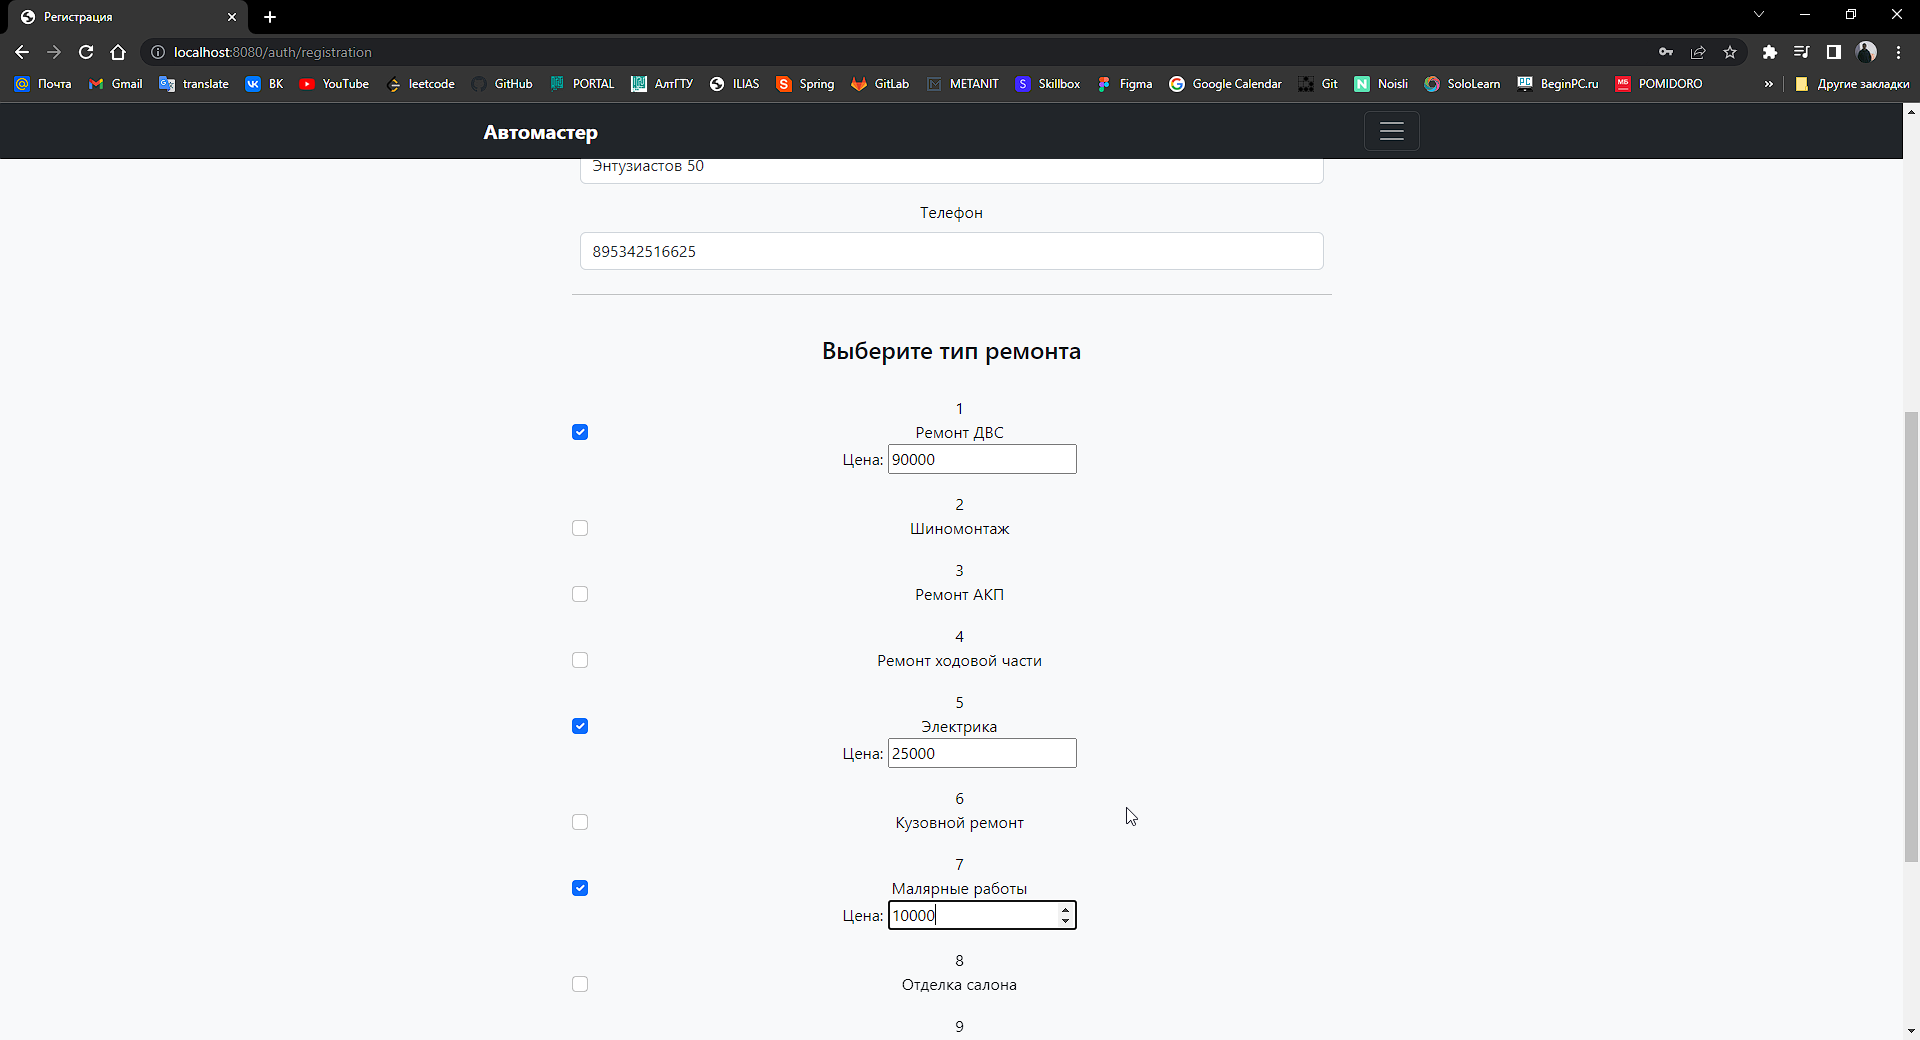 Регистрация
localhost:8080/auth/registration
Почта Gmail translate ВК YouTube leetcode GitHub PORTAL АлтГТУ ILIAS Spring GitLab METANIT Skillbox Figma Google Calendar Git Noisli SoloLearn BeginPC.ru POMIDORO » Другие закладки
Автомастер
Энтузиастов 50
Телефон
895342516625
Выберите тип ремонта
1
Ремонт ДВС
Цена: 90000
2
Шиномонтаж
3
Ремонт АКП
4
Ремонт ходовой части
5
Электрика
Цена: 25000
6
Кузовной ремонт
7
Малярные работы
Цена: 10000
8
Отделка салона
9